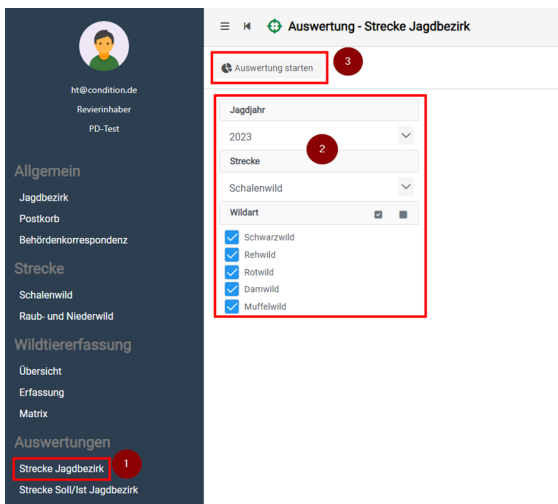 ht@condition.de
Revierinhaber
PD-Test
Allgemein
Jagdbezirk
Postkorb
Behördenkorrespondenz
Strecke
Schalenwild
Raub- und Niederwild
Wildtiererfassung
Übersicht
Erfassung
Matrix
Auswertungen
Strecke Jagdbezirk 1
Strecke Soll/Ist Jagdbezirk
Auswertung - Strecke Jagdbezirk
Auswertung starten 3
Jagdjahr
2023
2
Strecke
Schalenwild
Wildart
Schwarzwild
Rehwild
Rotwild
Damwild
Muffelwild